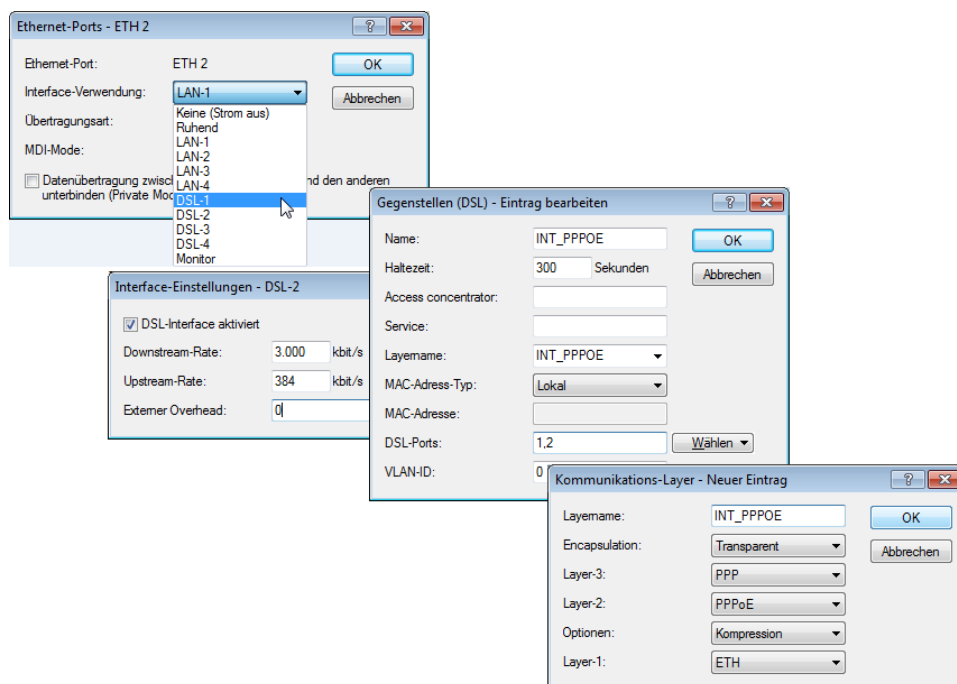 Ethernet-Ports - ETH 2
Ethernet-Port: ETH 2 OK
Interface-Verwendung: LAN-1 Abbrechen
Keine (Strom aus)
Übertragungsart: Ruhend
LAN-1
MDI-Mode: LAN-2
LAN-3
Datenübertragung zwisc LAN-4 nd den anderen
unterbinden (Private Mod DSL-1
DSL-2
DSL-3
DSL-4
Monitor
Interface-Einstellungen - DSL-2
DSL-Interface aktiviert
Downstream-Rate: 3.000 kbit/s
Upstream-Rate: 384 kbit/s
Externer Overhead: 0
Gegenstellen (DSL) - Eintrag bearbeiten
Name: INT_PPPOE OK
Haltezeit: 300 Sekunden Abbrechen
Access concentrator:
Service:
Layername: INT_PPPOE
MAC-Adress-Typ: Lokal
MAC-Adresse:
DSL-Ports: 1,2 Wählen
VLAN-ID: 0
Kommunikations-Layer - Neuer Eintrag
Layername: INT_PPPOE OK
Encapsulation: Transparent Abbrechen
Layer-3: PPP
Layer-2: PPPoE
Optionen: Kompression
Layer-1: ETH